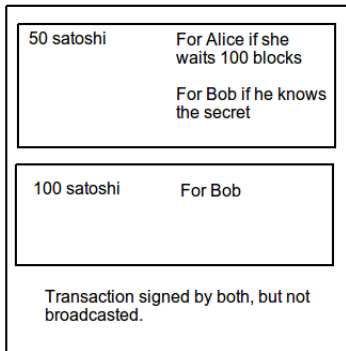 50 satoshi
For Alice if she
waits 100 blocks
For Bob if he knows
the secret
100 satoshi
For Bob
Transaction signed by both, but not
broadcasted.